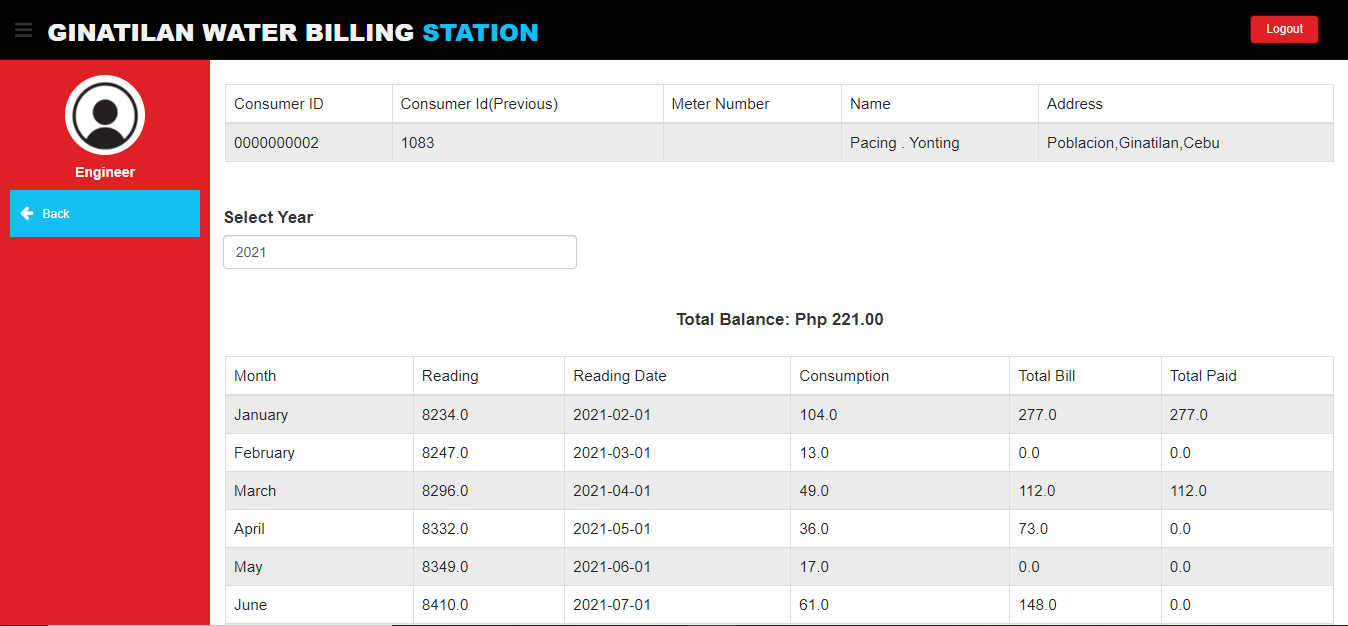 GINATILAN WATER BILLING STATION
Logout
Engineer
Back
Consumer ID Consumer Id(Previous) Meter Number Name Address
0000000002 1083 Pacing . Yonting Poblacion,Ginatilan,Cebu
Select Year
2021
Total Balance: Php 221.00
Month Reading Reading Date Consumption Total Bill Total Paid
January 8234.0 2021-02-01 104.0 277.0 277.0
February 8247.0 2021-03-01 13.0 0.0 0.0
March 8296.0 2021-04-01 49.0 112.0 112.0
April 8332.0 2021-05-01 36.0 73.0 0.0
May 8349.0 2021-06-01 17.0 0.0 0.0
June 8410.0 2021-07-01 61.0 148.0 0.0